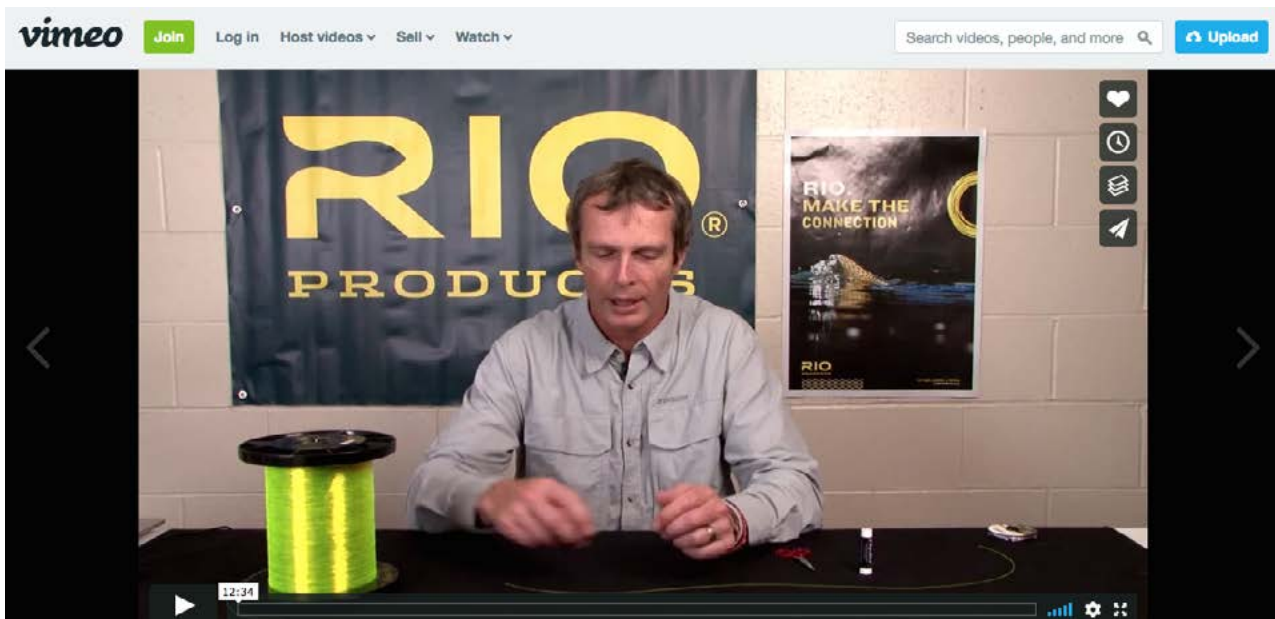 vimeo Join Log in Host videos Sell Watch Search videos, people, and more Upload
RIO®
PRODUC S
RIO.
MAKE THE
CONNECTION
RIO
12:34